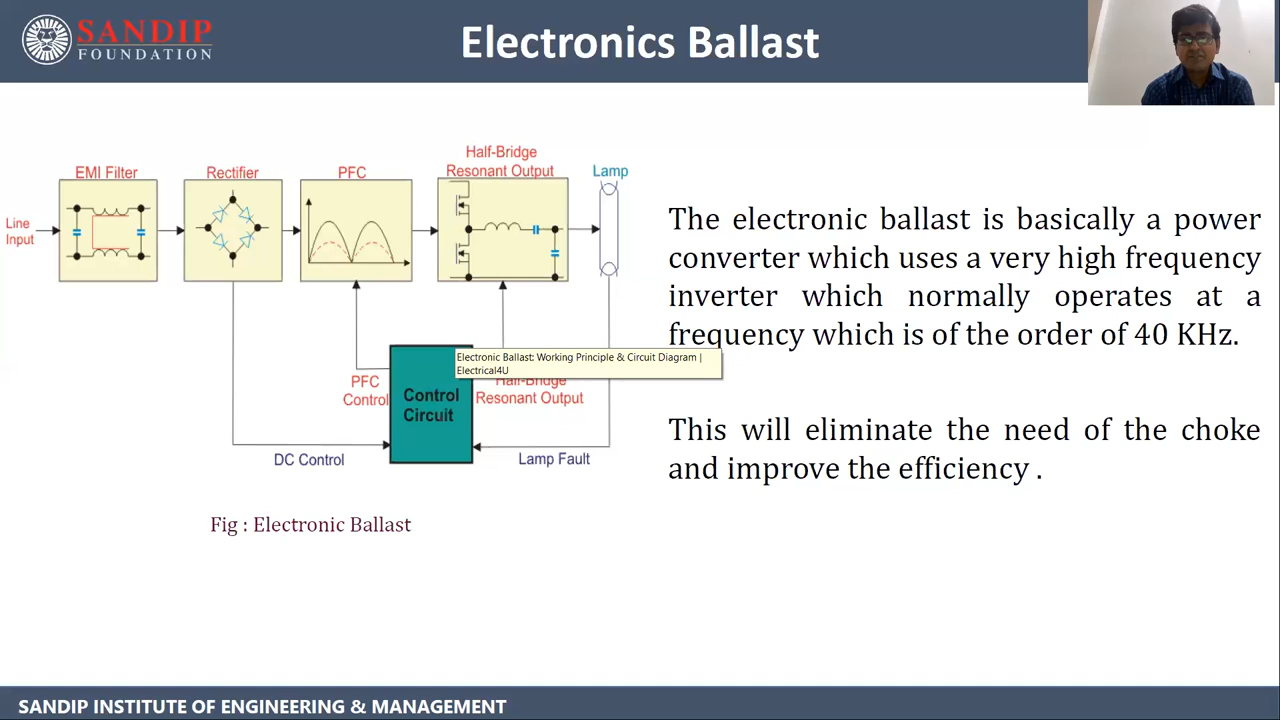 SANDIP
FOUNDATION
Electronics Ballast
EMI Filter
Rectifier
PFC
Half-Bridge
Resonant Output
Lamp
Line
Input
The electronic ballast is basically a power
converter which uses a very high frequency
inverter which normally operates at a
frequency which is of the order of 40 KHz.
Electronic Ballast: Working Principle & Circuit Diagram |
Electrical4U
PFC
Control
Control
Circuit
Half-Bridge
Resonant Output
DC Control
Lamp Fault
This will eliminate the need of the choke
and improve the efficiency .
Fig : Electronic Ballast
SANDIP INSTITUTE OF ENGINEERING & MANAGEMENT